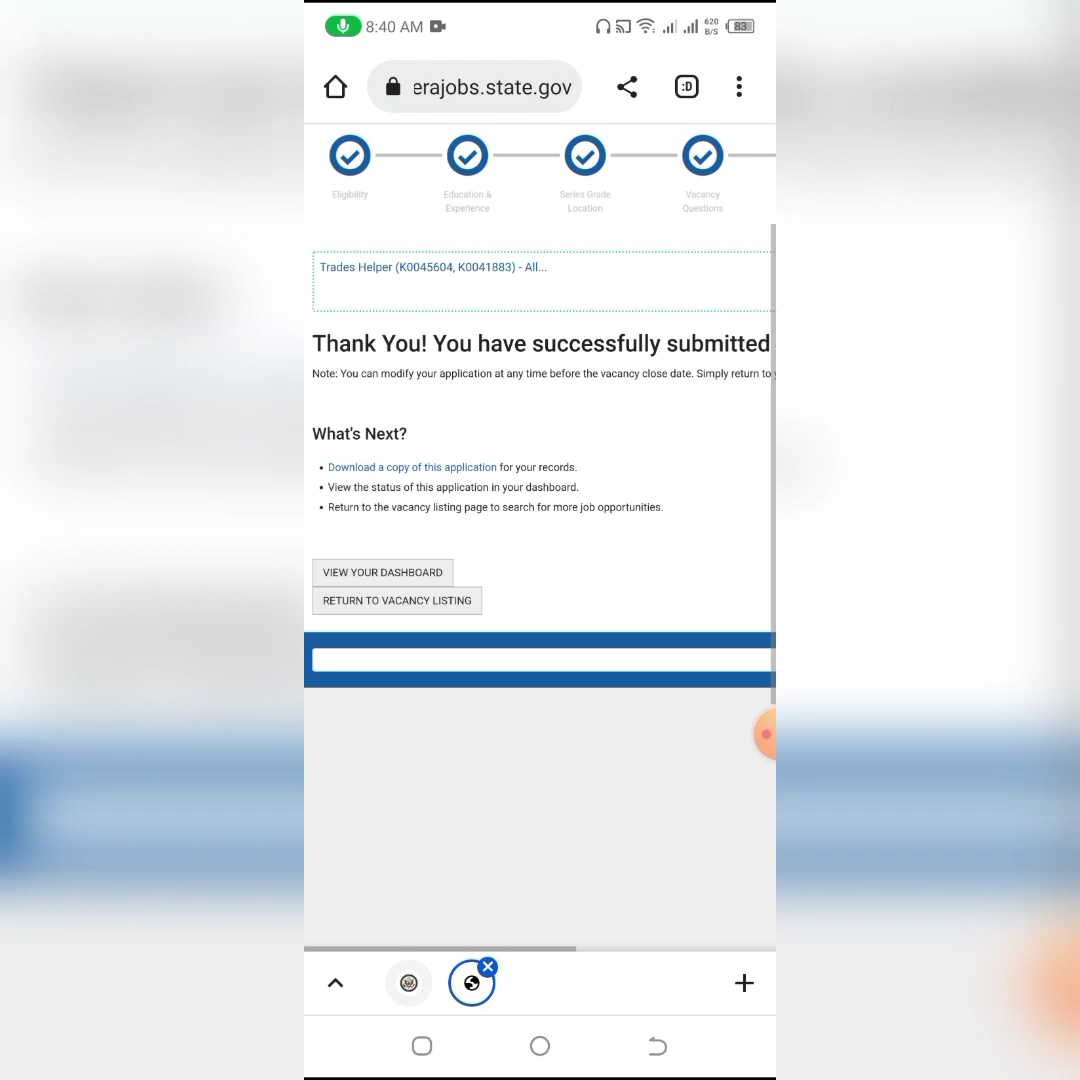 8:40 AM
620
B/S
83
erajobs.state.gov
:D
Eligibility
Education &
Experience
Series Grade
Location
Vacancy
Questions
Trades Helper (K0045604, K0041883) - All...
Thank You! You have successfully submitted
Note: You can modify your application at any time before the vacancy close date. Simply return to
What's Next?
• Download a copy of this application for your records.
• View the status of this application in your dashboard.
• Return to the vacancy listing page to search for more job opportunities.
VIEW YOUR DASHBOARD
RETURN TO VACANCY LISTING